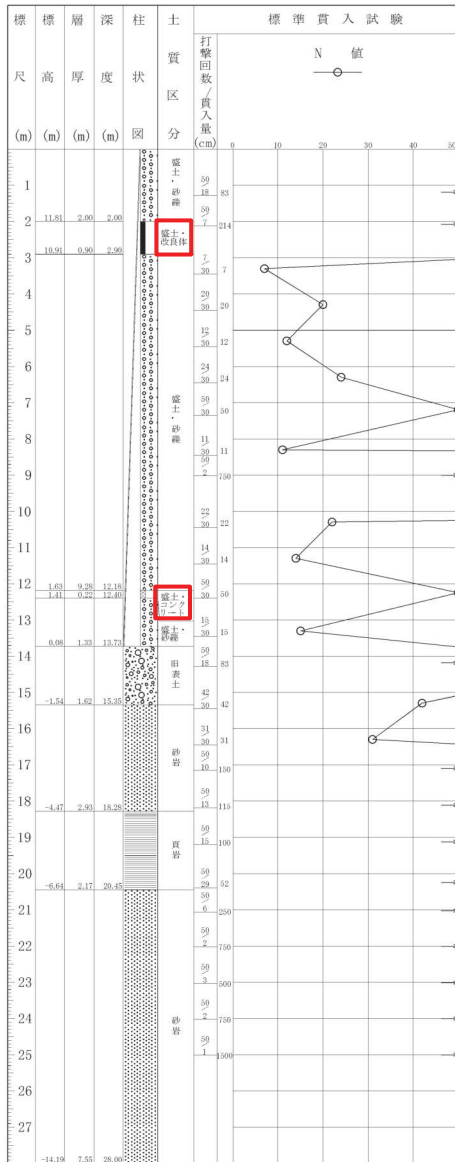 標尺(m) 標高(m) 層厚(m) 深度(m) 柱状図 土質区分 打撃回数/貫入量(cm) 標準貫入試験
N 値
0 10 20 30 40 50
盛土・砂礫
1 50/18 83
2 11.81 2.00 2.00 50/7 214
盛土・改良体
3 10.91 0.90 2.90 7/30 7
4 20/30 20
5 12/30 12
6 24/30 24
7 50/30 50
盛土・砂礫
8 11/30 11
9 50/2 750
10 22/30 22
11 14/30 14
12 1.63 9.28 12.18 50/30 50
1.41 0.22 12.40
盛土・コンクリート
13 15/30 15
盛土・砂礫
0.08 1.33 13.73
14 50/18 83
旧表土
15 -1.54 1.62 15.35 42/30 42
16 31/30 31
砂岩
17 50/10 150
18 -4.47 2.93 18.28 50/13 115
19 50/15 100
頁岩
20 -6.64 2.17 20.45 50/29 52
21 50/6 250
22 50/2 750
23 50/3 500
24 50/2 750
砂岩
25 50/1 1500
26
27
-14.19 7.55 28.00